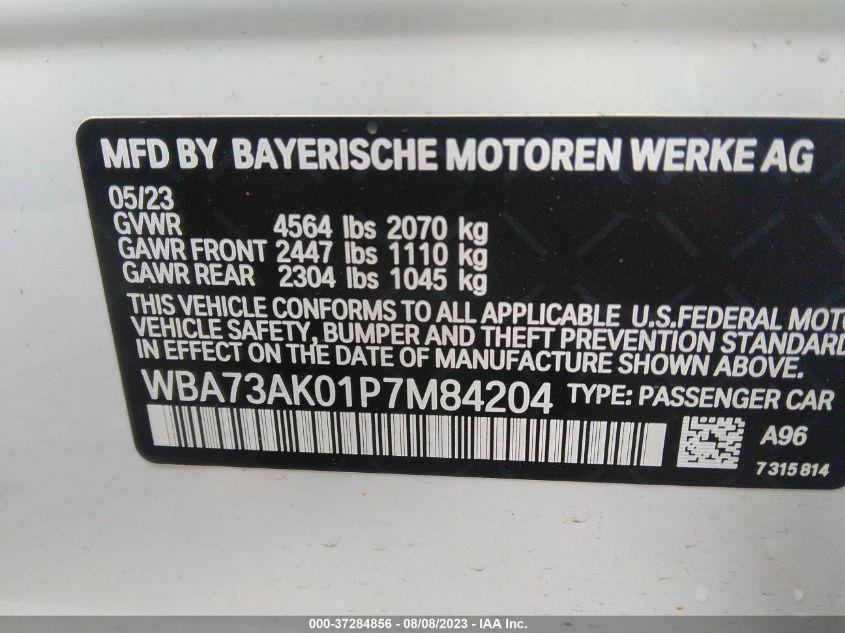 MFD BY BAYERISCHE MOTOREN WERKE AG
05/23
GVWR 4564 lbs 2070 kg
GAWR FRONT 2447 lbs 1110 kg
GAWR REAR 2304 lbs 1045 kg
THIS VEHICLE CONFORMS TO ALL APPLICABLE U.S.FEDERAL MOTO
VEHICLE SAFETY, BUMPER AND THEFT PREVENTION STANDARD
IN EFFECT ON THE DATE OF MANUFACTURE SHOWN ABOVE.
WBA73AK01P7M84204 TYPE: PASSENGER CAR
A96
7 315 814
000-37284856 - 08/08/2023 - IAA Inc.